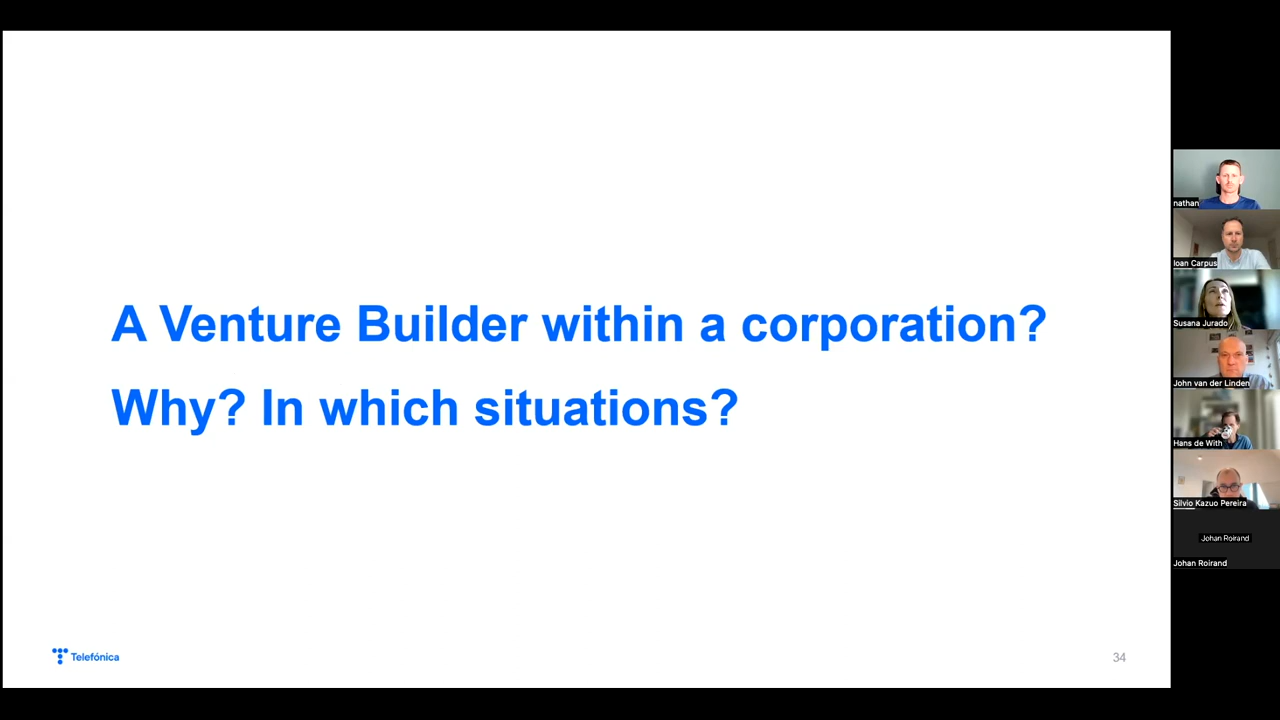 A Venture Builder within a corporation?
Why? In which situations?
Telefónica
34
nathan
Ioan Carpus
Susana Jurado
John van der Linden
Hans de With
Silvio Kazuo Pereira
Johan Roirand
Johan Roirand